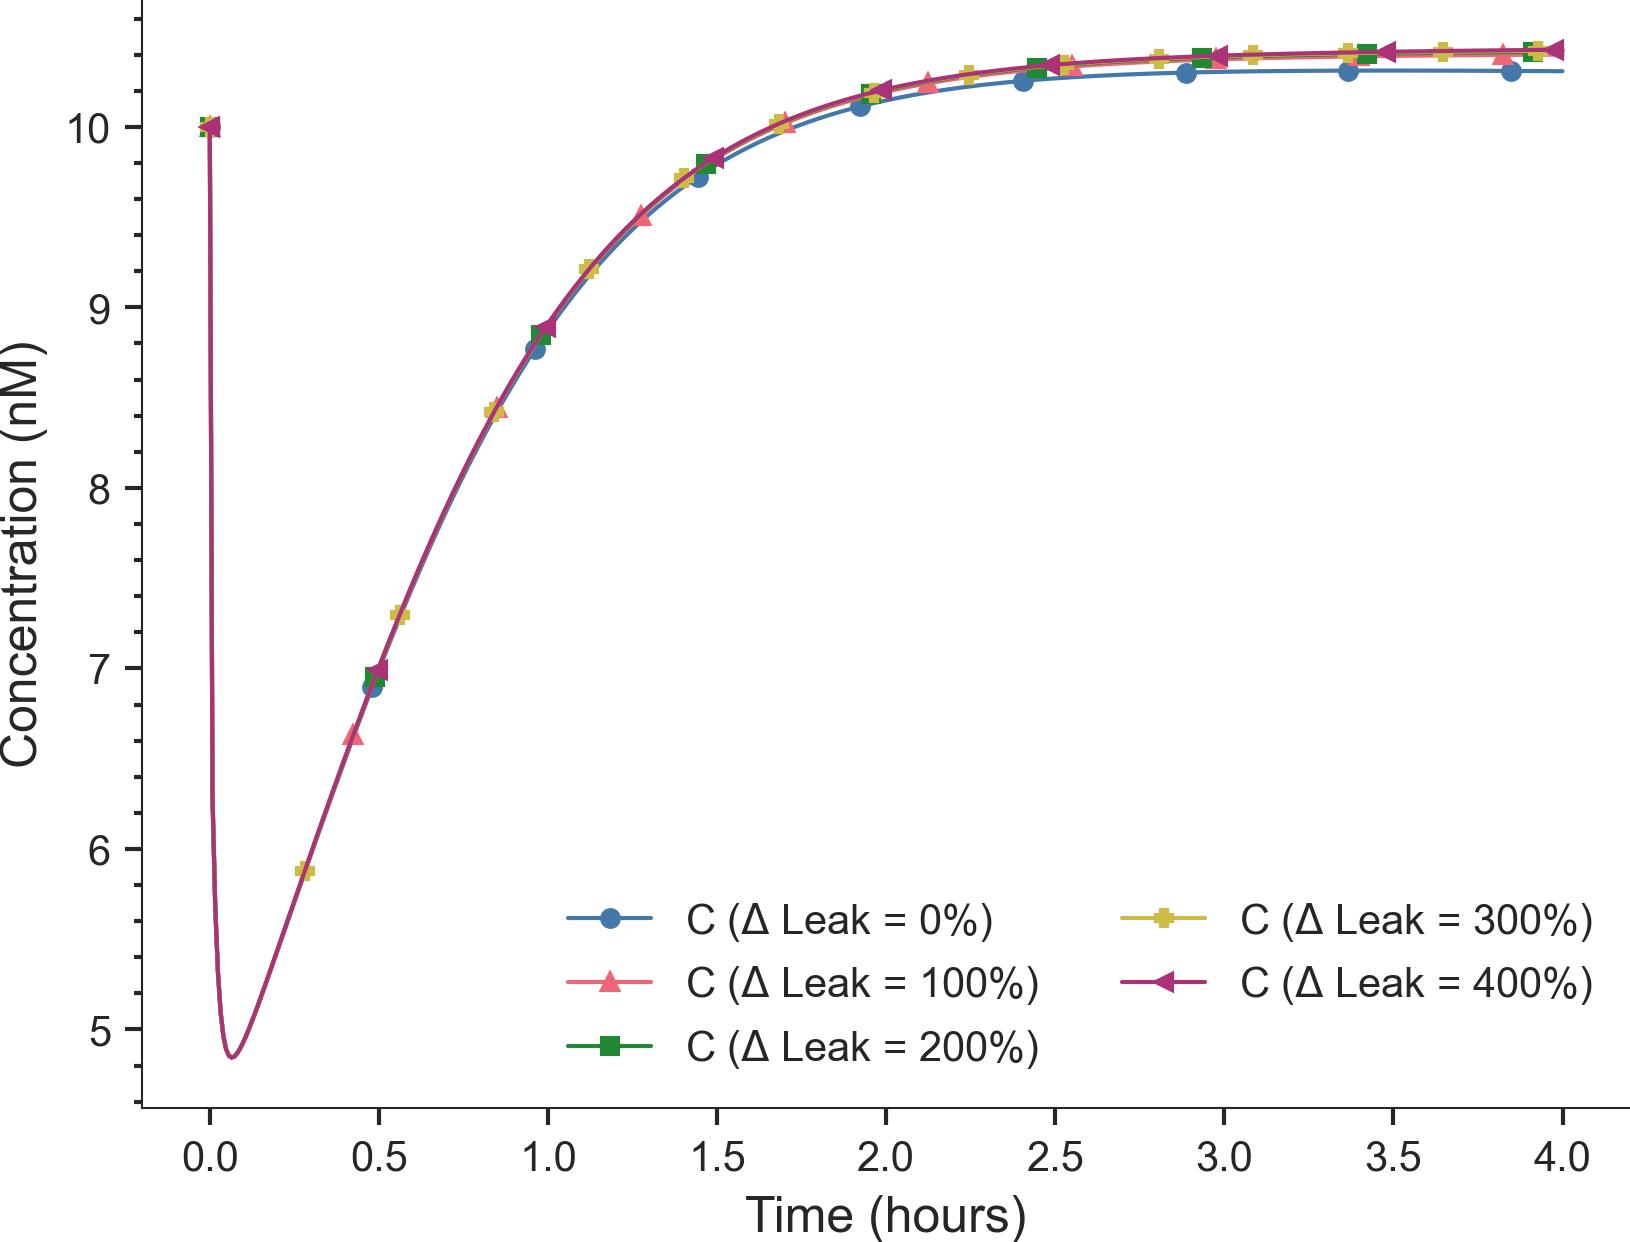 Concentration (nM)
10
9
8
7
6
5
C (Δ Leak = 0%)
C (Δ Leak = 100%)
C (Δ Leak = 200%)
C (Δ Leak = 300%)
C (Δ Leak = 400%)
0.0 0.5 1.0 1.5 2.0 2.5 3.0 3.5 4.0
Time (hours)